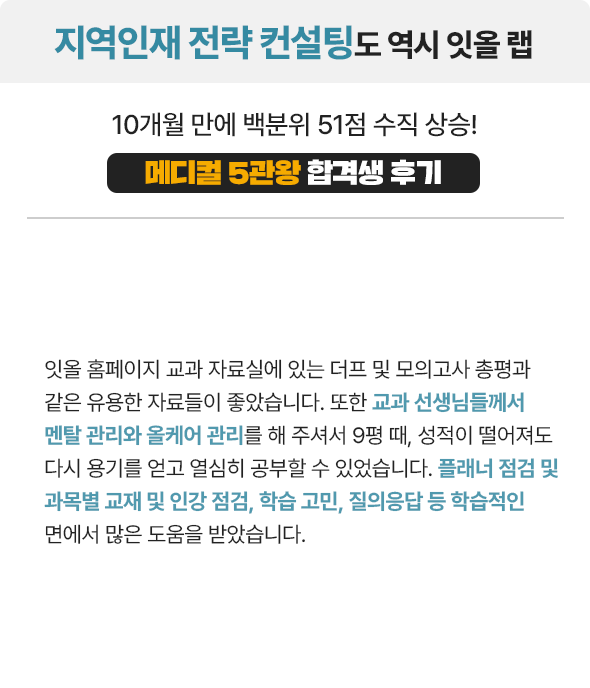 지역인재 전략 컨설팅도 역시 잇올 랩
10개월 만에 백분위 51점 수직 상승!
메디컬 5관왕 합격생 후기
잇올 홈페이지 교과 자료실에 있는 더프 및 모의고사 총평과
같은 유용한 자료들이 좋았습니다. 또한 교과 선생님들께서
멘탈 관리와 올케어 관리를 해 주셔서 9평 때, 성적이 떨어져도
다시 용기를 얻고 열심히 공부할 수 있었습니다. 플래너 점검 및
과목별 교재 및 인강 점검, 학습 고민, 질의응답 등 학습적인
면에서 많은 도움을 받았습니다.